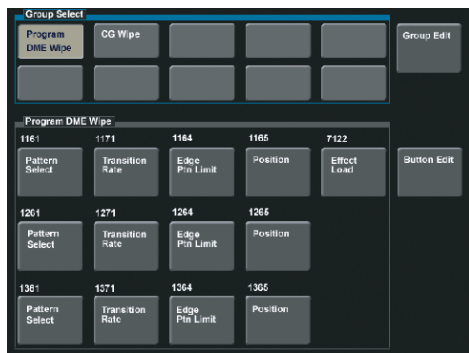 Group Select
Program
DME Wipe
CG Wipe
Group Edit
Program DME Wipe
1161 1171 1164 1165 7122
Pattern
Select
Transition
Rate
Edge
Ptn Limit
Position
Effect
Load
Button Edit
1261 1271 1264 1265
Pattern
Select
Transition
Rate
Edge
Ptn Limit
Position
1361 1371 1364 1365
Pattern
Select
Transition
Rate
Edge
Ptn Limit
Position